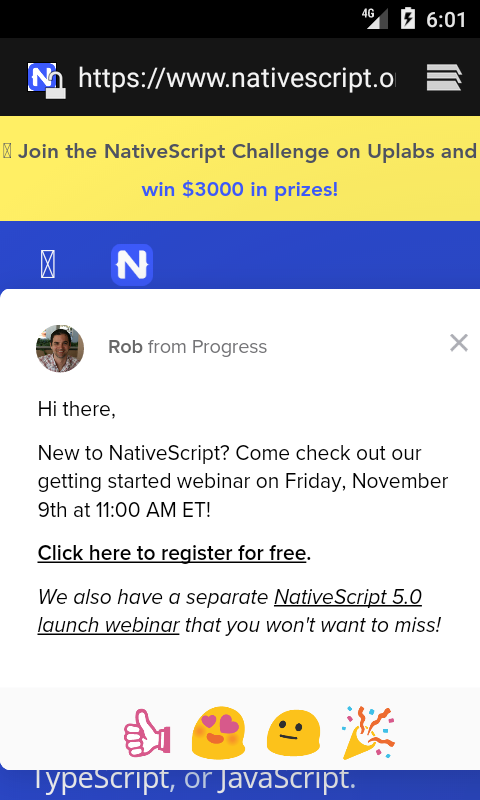 4G 6:01
https://www.nativescript.o
Join the NativeScript Challenge on Uplabs and
win $3000 in prizes!
N
Rob from Progress
Hi there,
New to NativeScript? Come check out our
getting started webinar on Friday, November
9th at 11:00 AM ET!
Click here to register for free.
We also have a separate NativeScript 5.0
launch webinar that you won't want to miss!
TypeScript, or JavaScript.